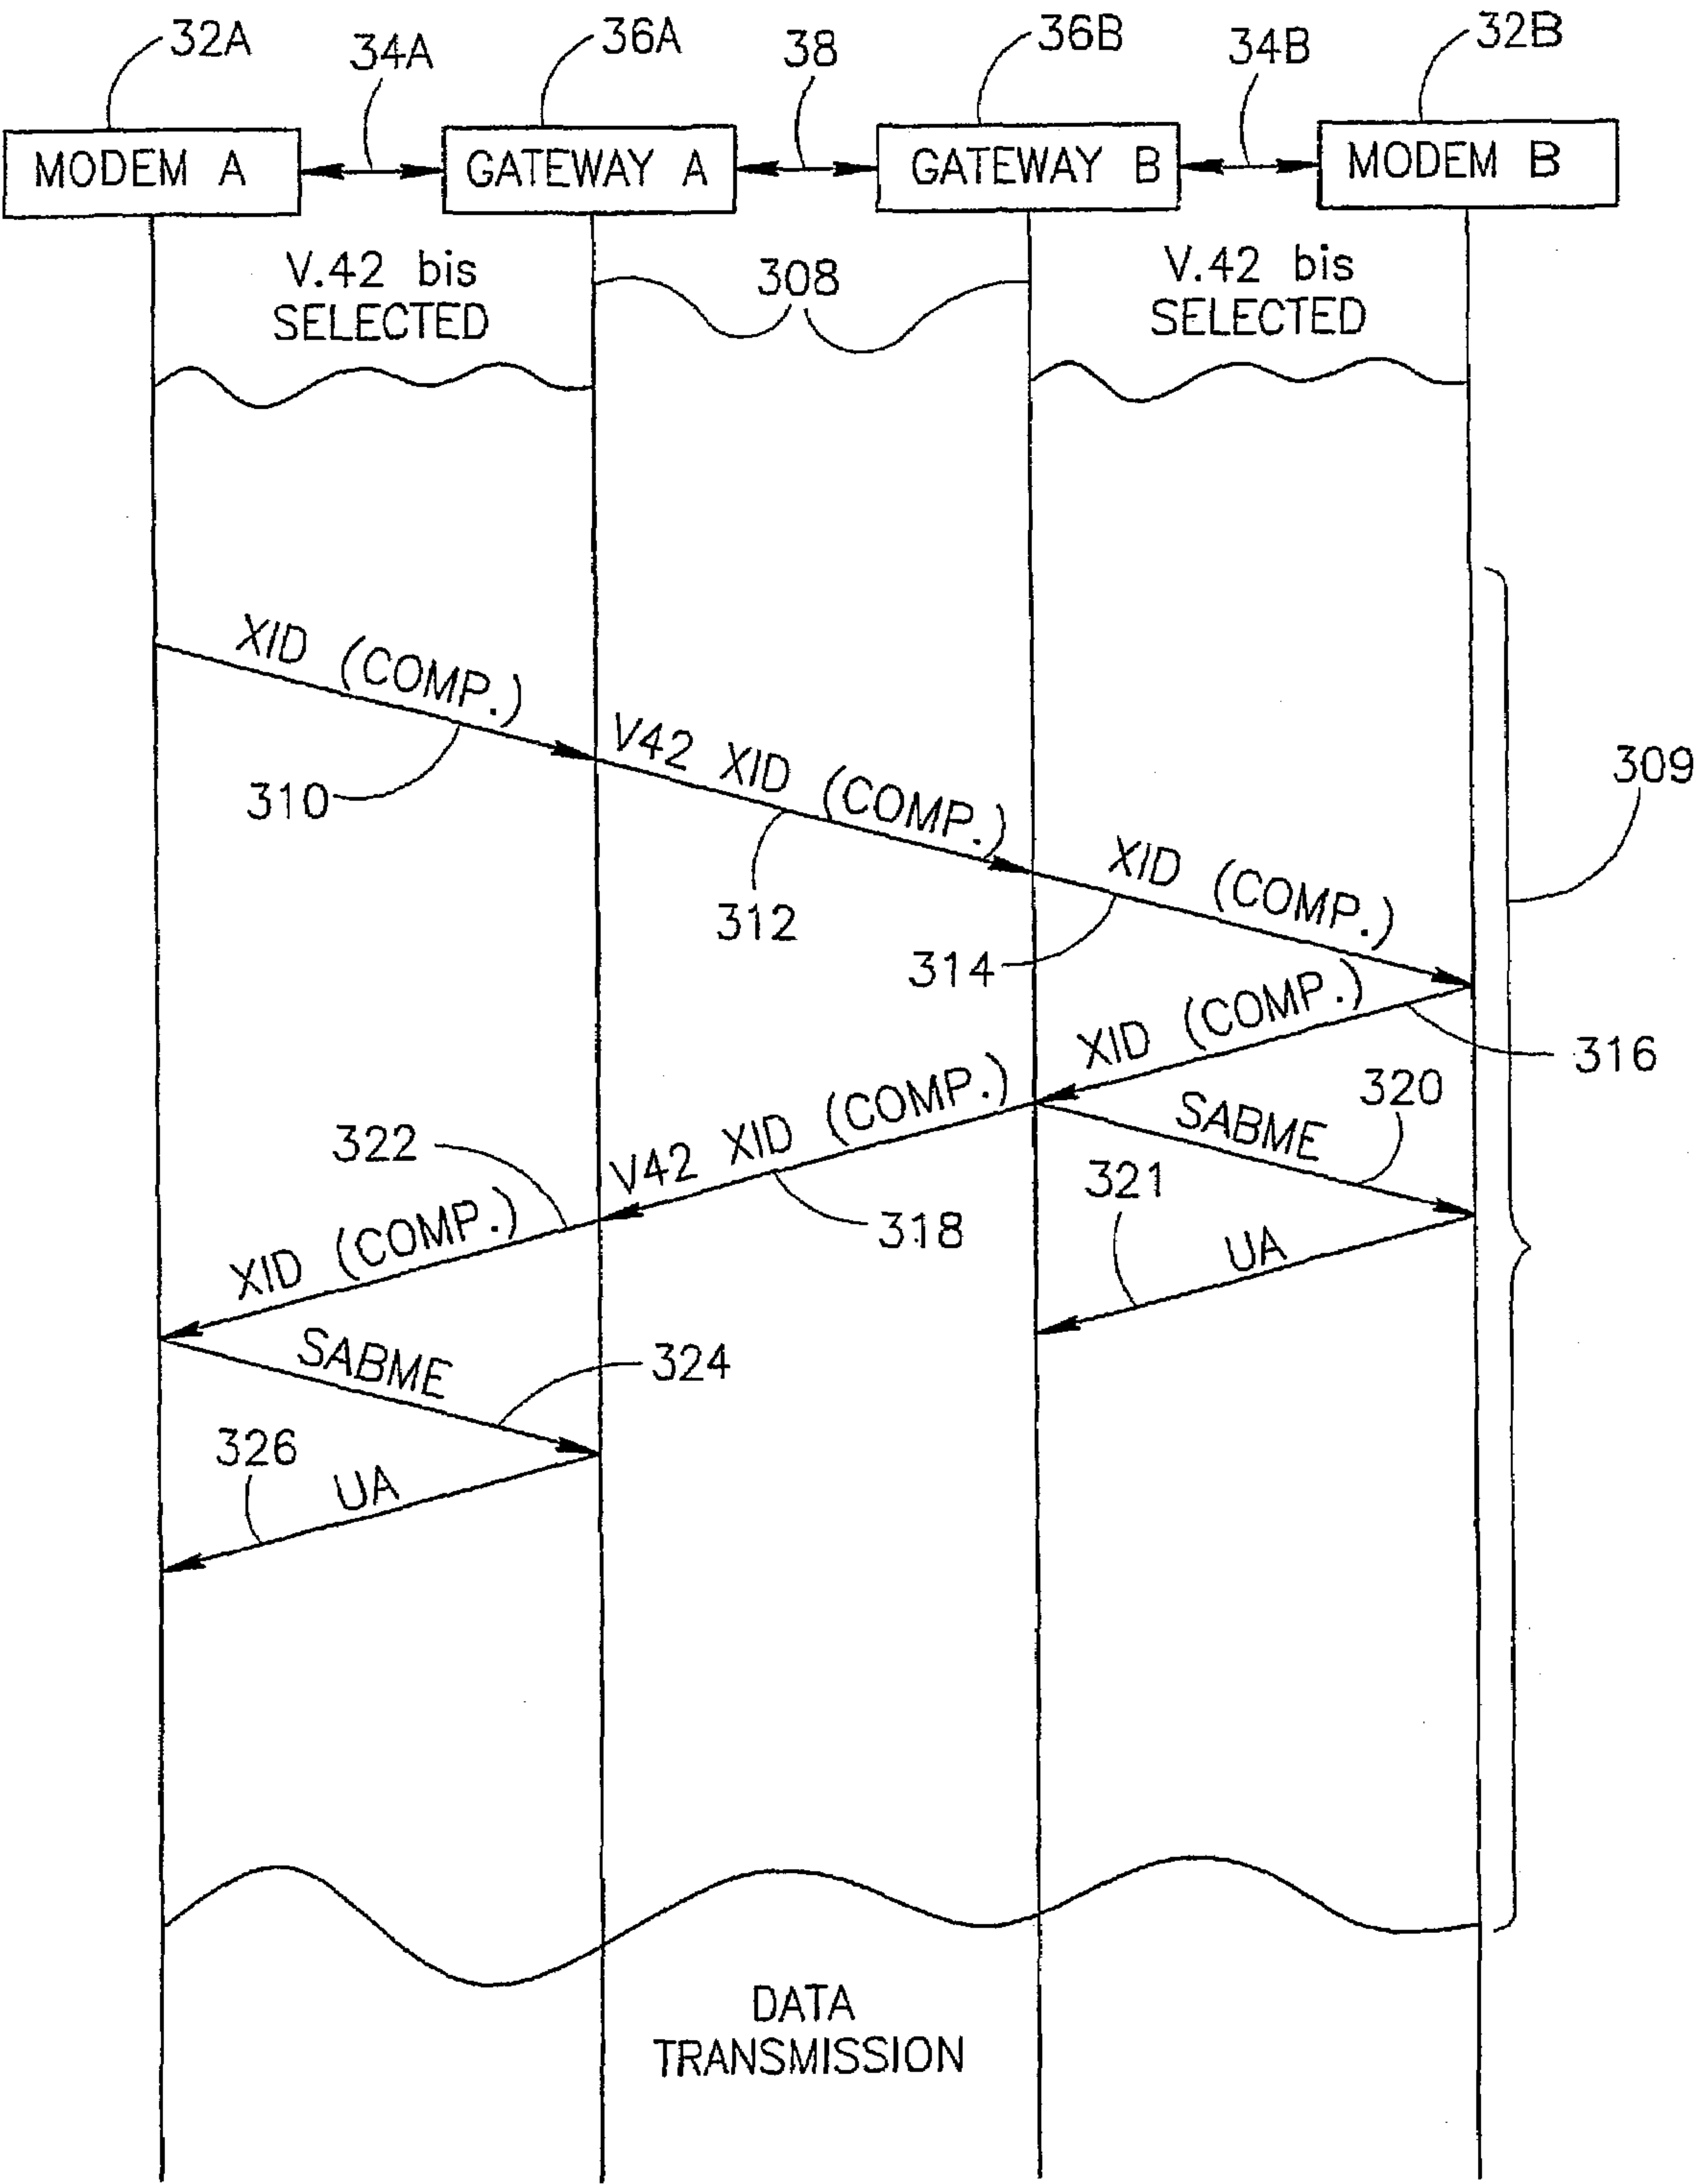 32A
34A
36A
38
36B
34B
32B
MODEM A
GATEWAY A
GATEWAY B
MODEM B
V.42 bis
SELECTED
308
V.42 bis
SELECTED
XID (COMP.)
310
V42 XID (COMP.)
312
309
XID (COMP.)
314
XID (COMP.)
316
320
SABME
V42 XID (COMP.)
318
322
321
UA
XID (COMP.)
SABME
324
326
UA
DATA
TRANSMISSION